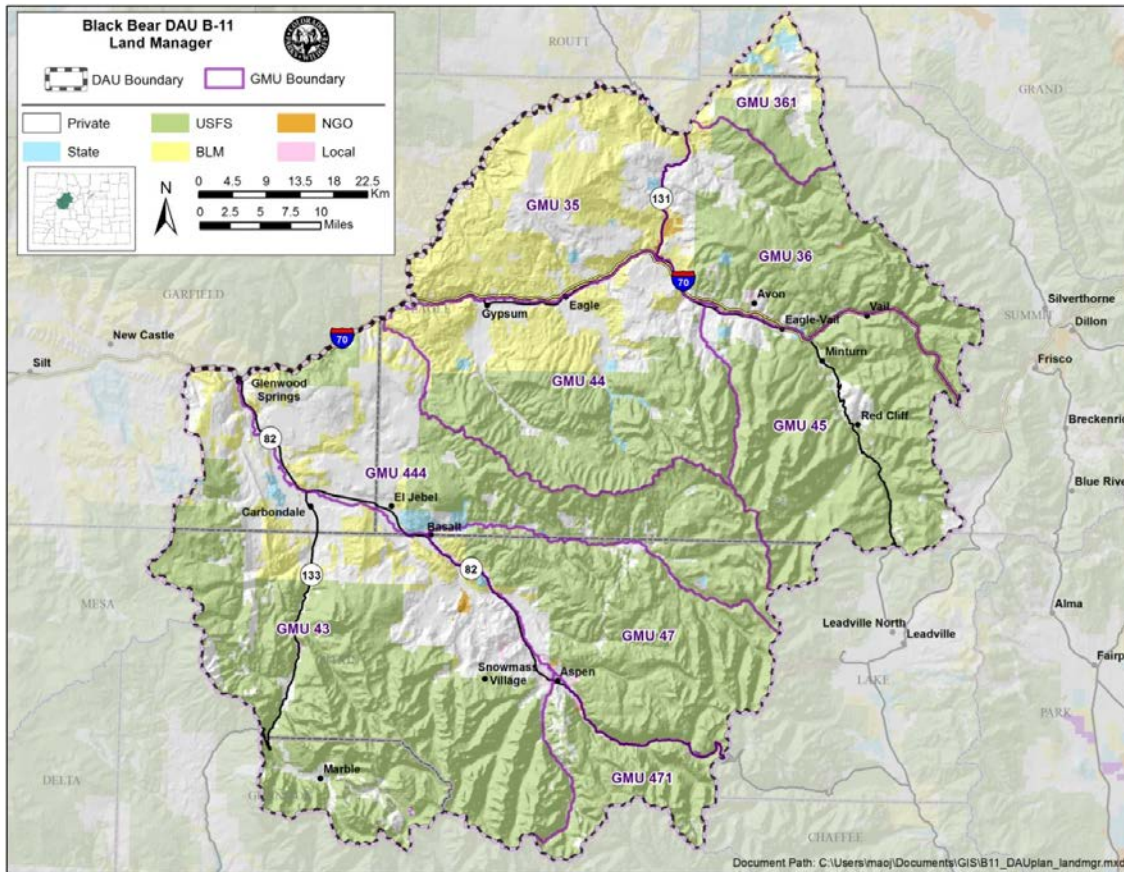 Black Bear DAU B-11
Land Manager
DAU Boundary
GMU Boundary
Private
USFS
NGO
State
BLM
Local
N
0 4.5 9 13.5 18 22.5
Km
0 2.5 5 7.5 10
Miles
ROUTT
GRAND
GMU 361
GMU 35
131
GMU 36
GARFIELD
70
Avon
Silverthorne
Gypsum
Eagle
Eagle-Vail
Vail
SUMMIT
Dillon
New Castle
70
Minturn
Frisco
Silt
Glenwood
Springs
GMU 44
GMU 45
Red Cliff
Breckenrid
82
GMU 444
El Jebel
Blue River
Carbondale
Basalt
82
133
MESA
Alma
GMU 43
GMU 47
Leadville North
Leadville
Fairp
Snowmass
Village
Aspen
LAKE
PARK
DELTA
Marble
GMU 471
CHAFFEE
Document Path: C:\Users\maoj\Documents\GIS\B11_DAUplan_landmgr.mxd